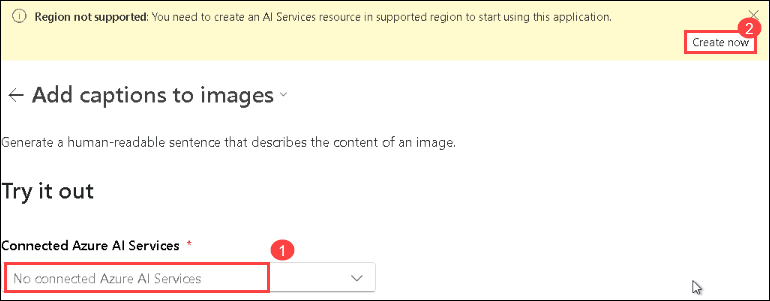 Region not supported: You need to create an AI Services resource in supported region to start using this application.
2
Create now
Add captions to images
Generate a human-readable sentence that describes the content of an image.
Try it out
Connected Azure AI Services *
1
No connected Azure AI Services